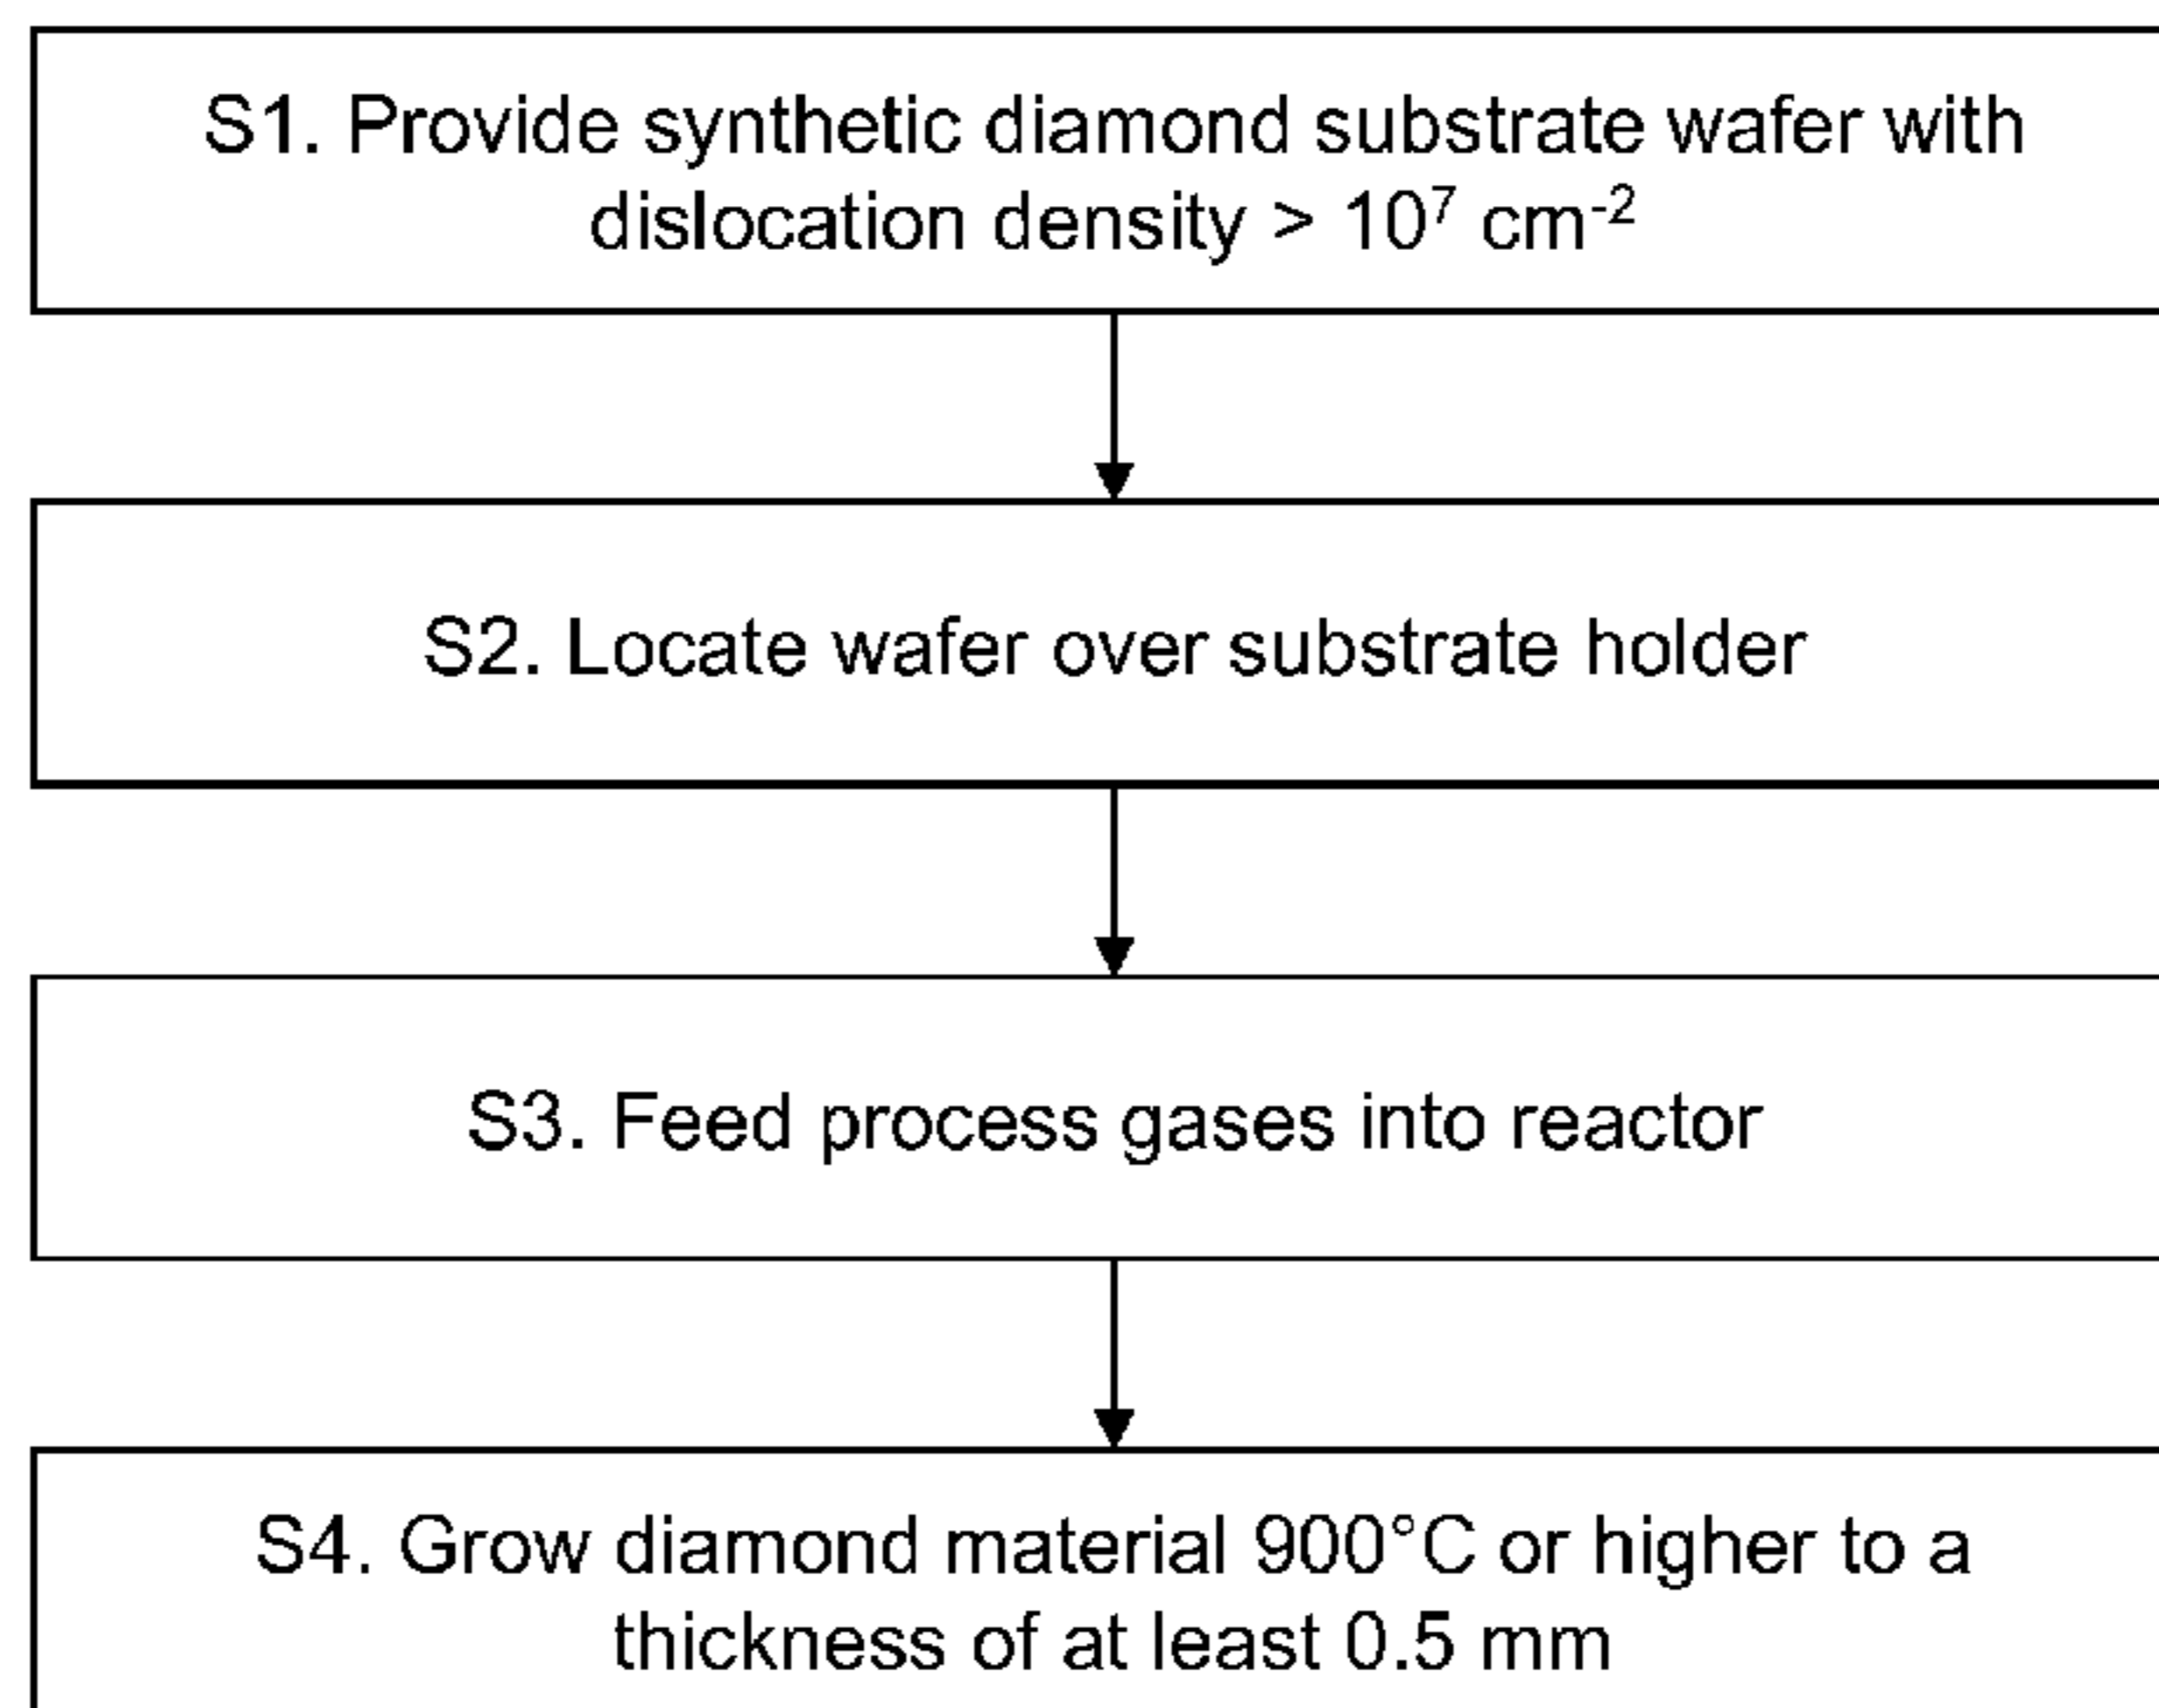 S1. Provide synthetic diamond substrate wafer with
dislocation density > 10⁷ cm⁻²
S2. Locate wafer over substrate holder
S3. Feed process gases into reactor
S4. Grow diamond material 900°C or higher to a
thickness of at least 0.5 mm